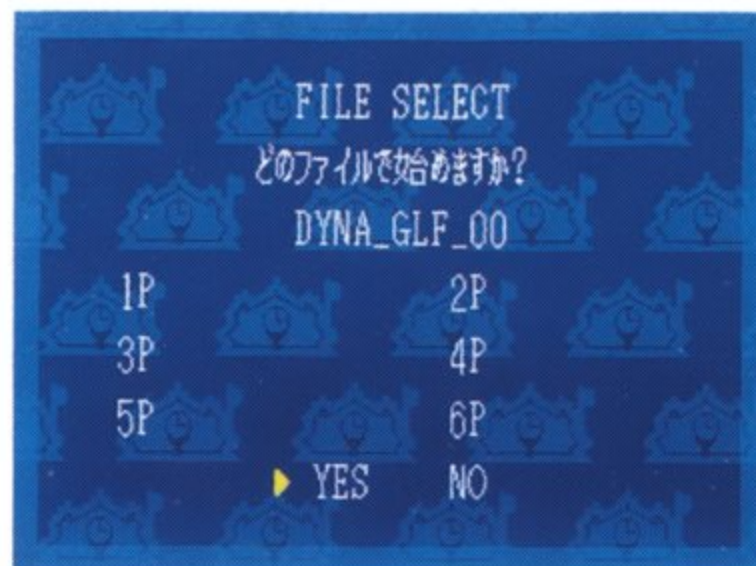 FILE SELECT
どのファイルで始めますか?
DYNA_GLF_00
1P 2P
3P 4P
5P 6P
YES NO